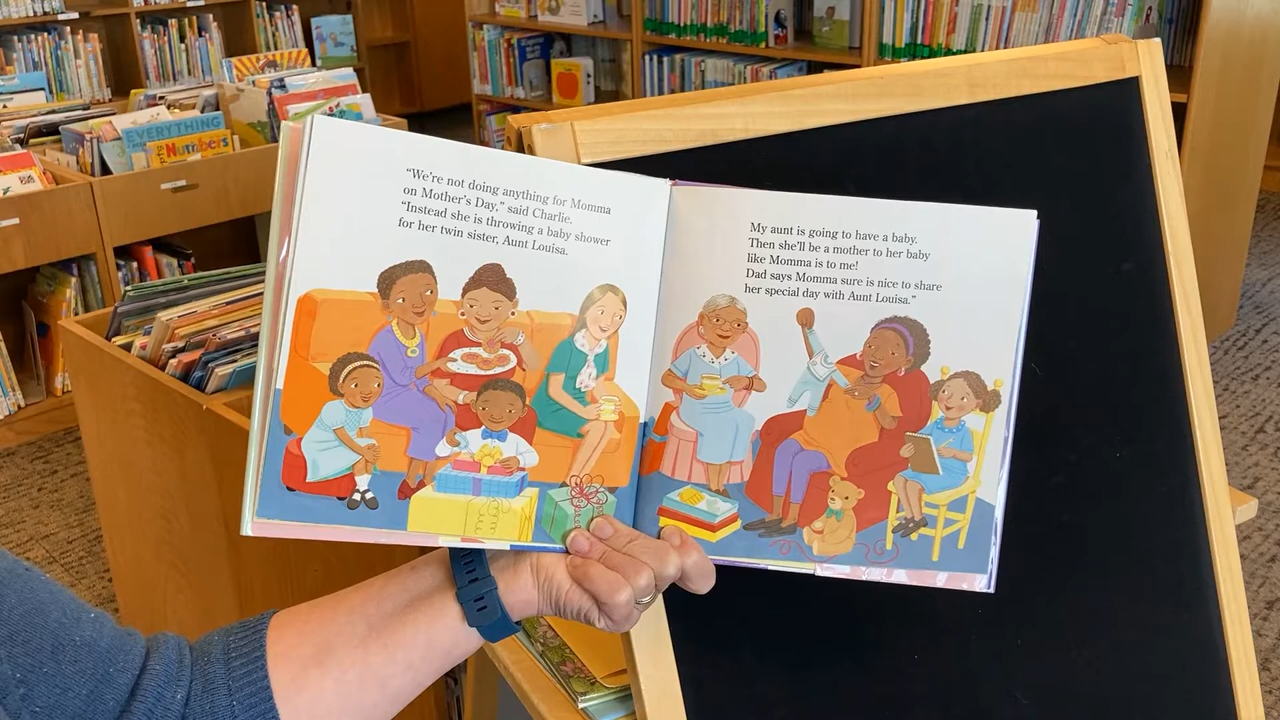 EVERYTHING
Numbers
“We’re not doing anything for Momma
on Mother’s Day,” said Charlie.
“Instead she is throwing a baby shower
for her twin sister, Aunt Louisa.
My aunt is going to have a baby.
Then she’ll be a mother to her baby
like Momma is to me!
Dad says Momma sure is nice to share
her special day with Aunt Louisa.”